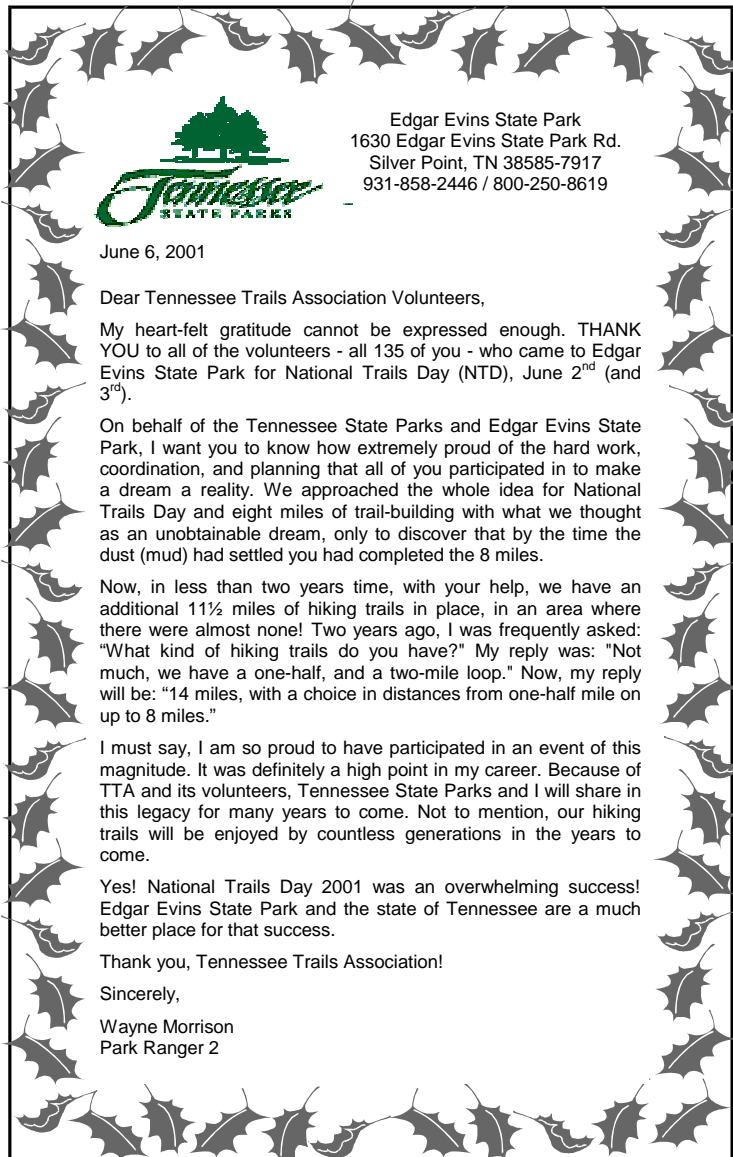 Edgar Evins State Park
1630 Edgar Evins State Park Rd.
Silver Point, TN 38585-7917
931-858-2446 / 800-250-8619
Tennessee
STATE PARKS
June 6, 2001
Dear Tennessee Trails Association Volunteers,
My heart-felt gratitude cannot be expressed enough. THANK
YOU to all of the volunteers - all 135 of you - who came to Edgar
Evins State Park for National Trails Day (NTD), June 2nd (and
3rd).
On behalf of the Tennessee State Parks and Edgar Evins State
Park, I want you to know how extremely proud of the hard work,
coordination, and planning that all of you participated in to make
a dream a reality. We approached the whole idea for National
Trails Day and eight miles of trail-building with what we thought
as an unobtainable dream, only to discover that by the time the
dust (mud) had settled you had completed the 8 miles.
Now, in less than two years time, with your help, we have an
additional 11½ miles of hiking trails in place, in an area where
there were almost none! Two years ago, I was frequently asked:
“What kind of hiking trails do you have?" My reply was: "Not
much, we have a one-half, and a two-mile loop." Now, my reply
will be: “14 miles, with a choice in distances from one-half mile on
up to 8 miles.”
I must say, I am so proud to have participated in an event of this
magnitude. It was definitely a high point in my career. Because of
TTA and its volunteers, Tennessee State Parks and I will share in
this legacy for many years to come. Not to mention, our hiking
trails will be enjoyed by countless generations in the years to
come.
Yes! National Trails Day 2001 was an overwhelming success!
Edgar Evins State Park and the state of Tennessee are a much
better place for that success.
Thank you, Tennessee Trails Association!
Sincerely,
Wayne Morrison
Park Ranger 2